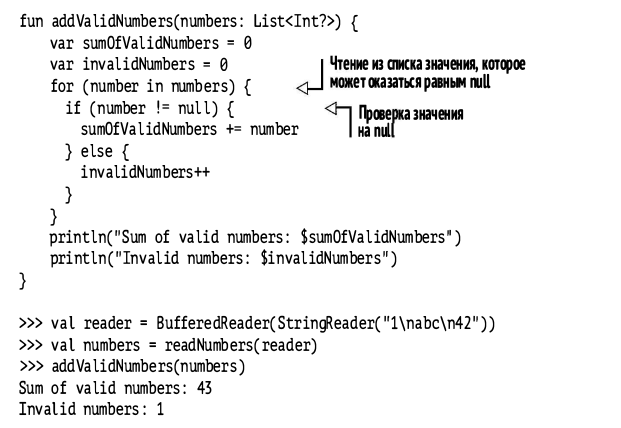 fun addValidNumbers(numbers: List<Int?>) {
    var sumOfValidNumbers = 0
    var invalidNumbers = 0
    for (number in numbers) {
Чтение из списка значения, которое
может оказаться равным null
      if (number != null) {
Проверка значения
на null
        sumOfValidNumbers += number
      } else {
        invalidNumbers++
      }
    }
    println("Sum of valid numbers: $sumOfValidNumbers")
    println("Invalid numbers: $invalidNumbers")
}
>>> val reader = BufferedReader(StringReader("1\nabc\n42"))
>>> val numbers = readNumbers(reader)
>>> addValidNumbers(numbers)
Sum of valid numbers: 43
Invalid numbers: 1